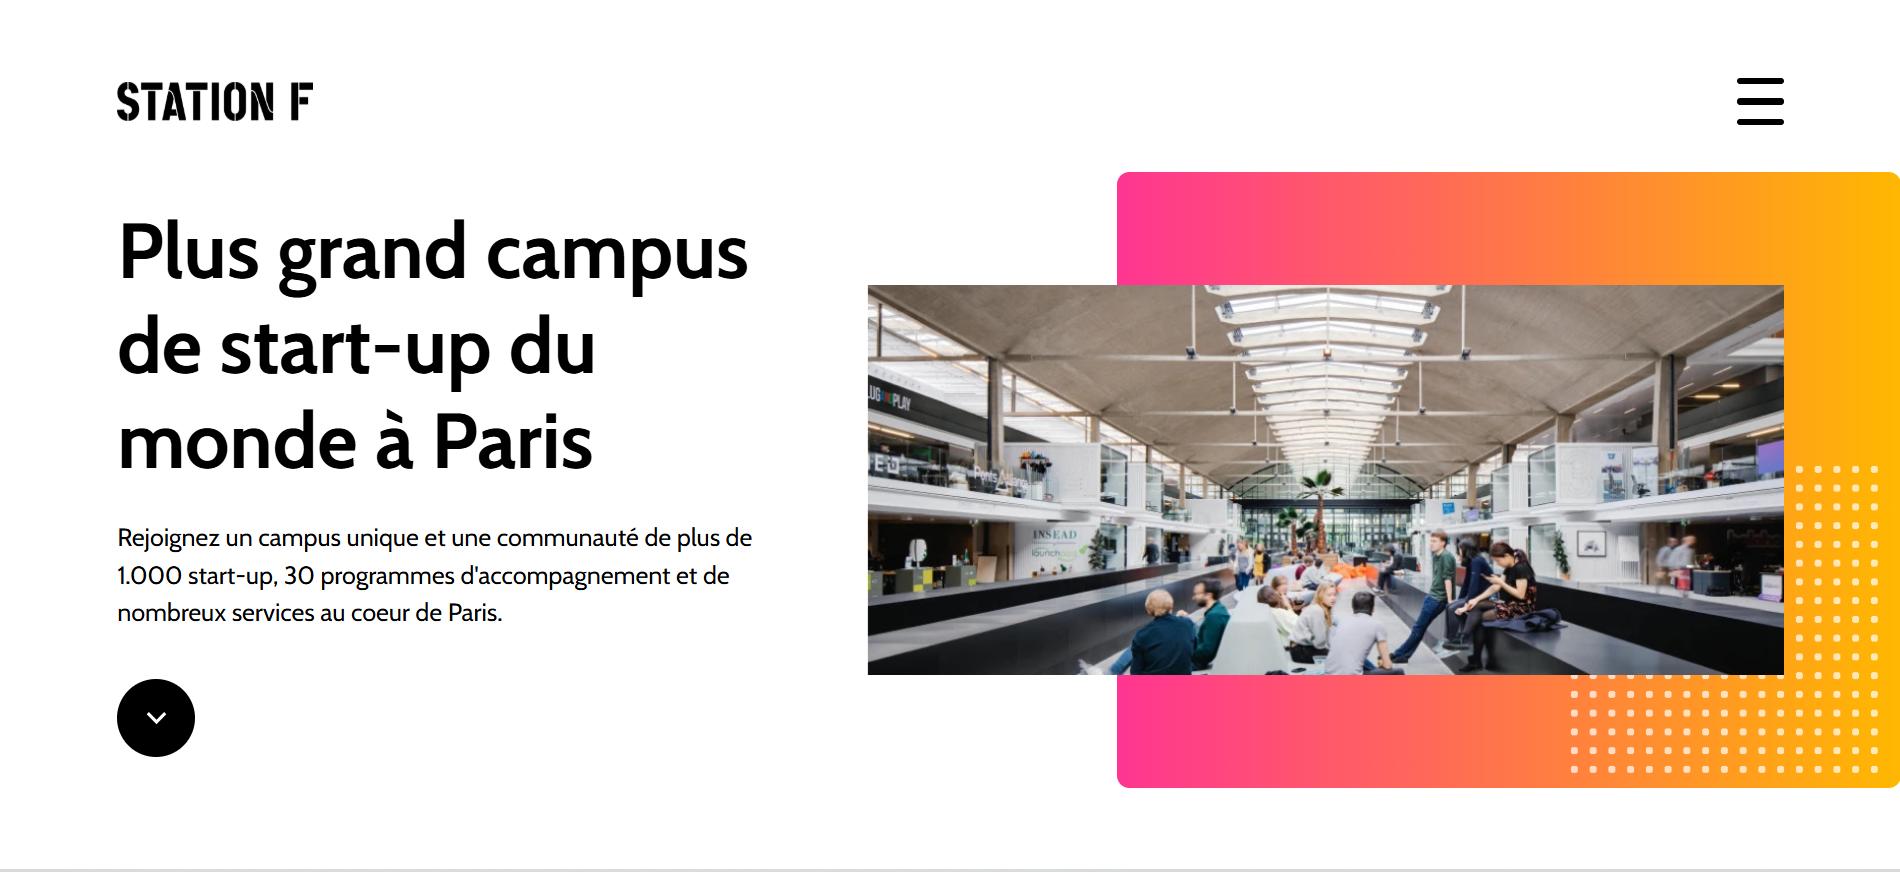 STATION F
Plus grand campus
de start-up du
monde à Paris
Rejoignez un campus unique et une communauté de plus de
1.000 start-up, 30 programmes d'accompagnement et de
nombreux services au coeur de Paris.
PLAY
INSEAD